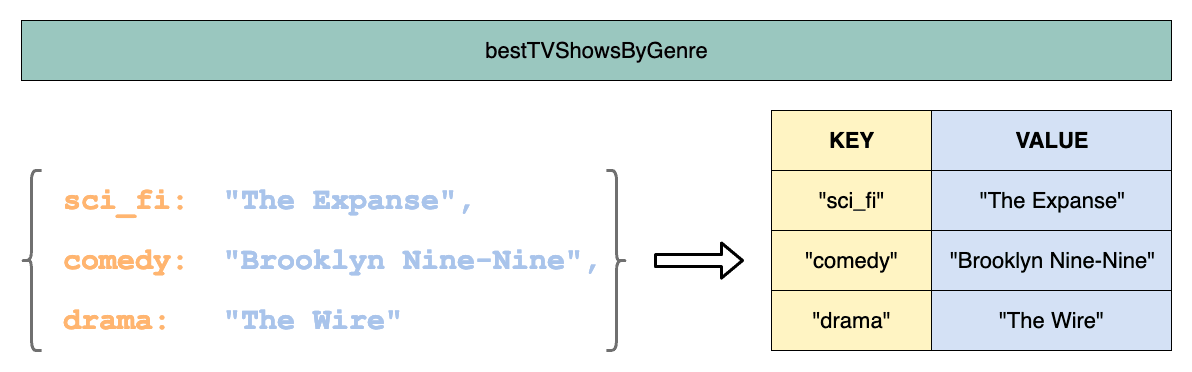 bestTVShowsByGenre
sci_fi: "The Expanse",
comedy: "Brooklyn Nine-Nine",
drama: "The Wire"
KEY VALUE
"sci_fi" "The Expanse"
"comedy" "Brooklyn Nine-Nine"
"drama" "The Wire"